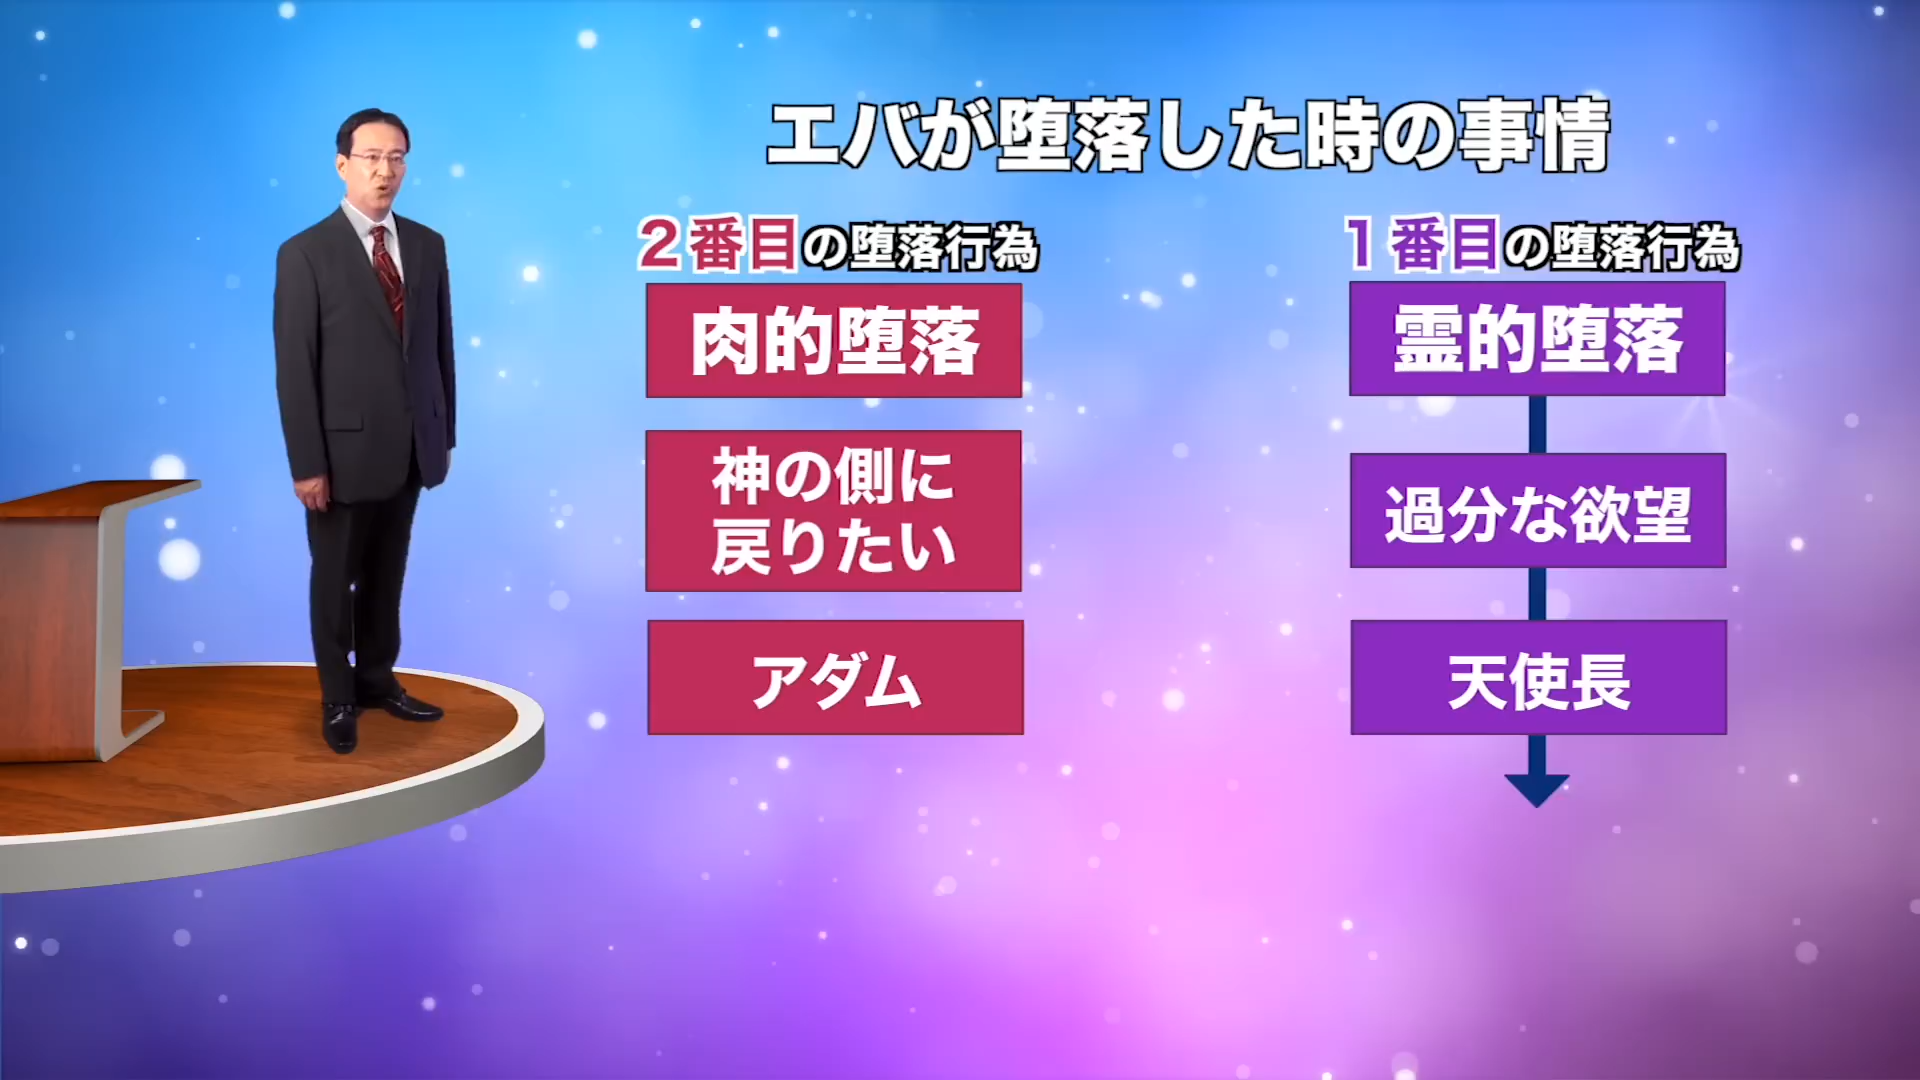 エバが堕落した時の事情
２番目の堕落行為
肉的堕落
神の側に
戻りたい
アダム
１番目の堕落行為
霊的堕落
過分な欲望
天使長